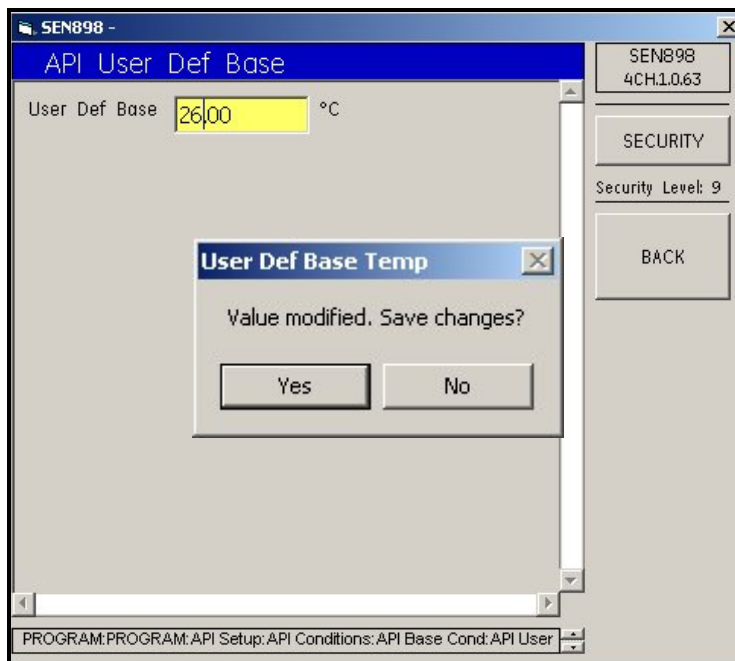 SEN898 -
API User Def Base
User Def Base 26.00 °C
User Def Base Temp
Value modified. Save changes?
Yes No
SEN898
4CH.1.0.63
SECURITY
Security Level: 9
BACK
PROGRAM:PROGRAM:API Setup:API Conditions:API Base Cond:API User